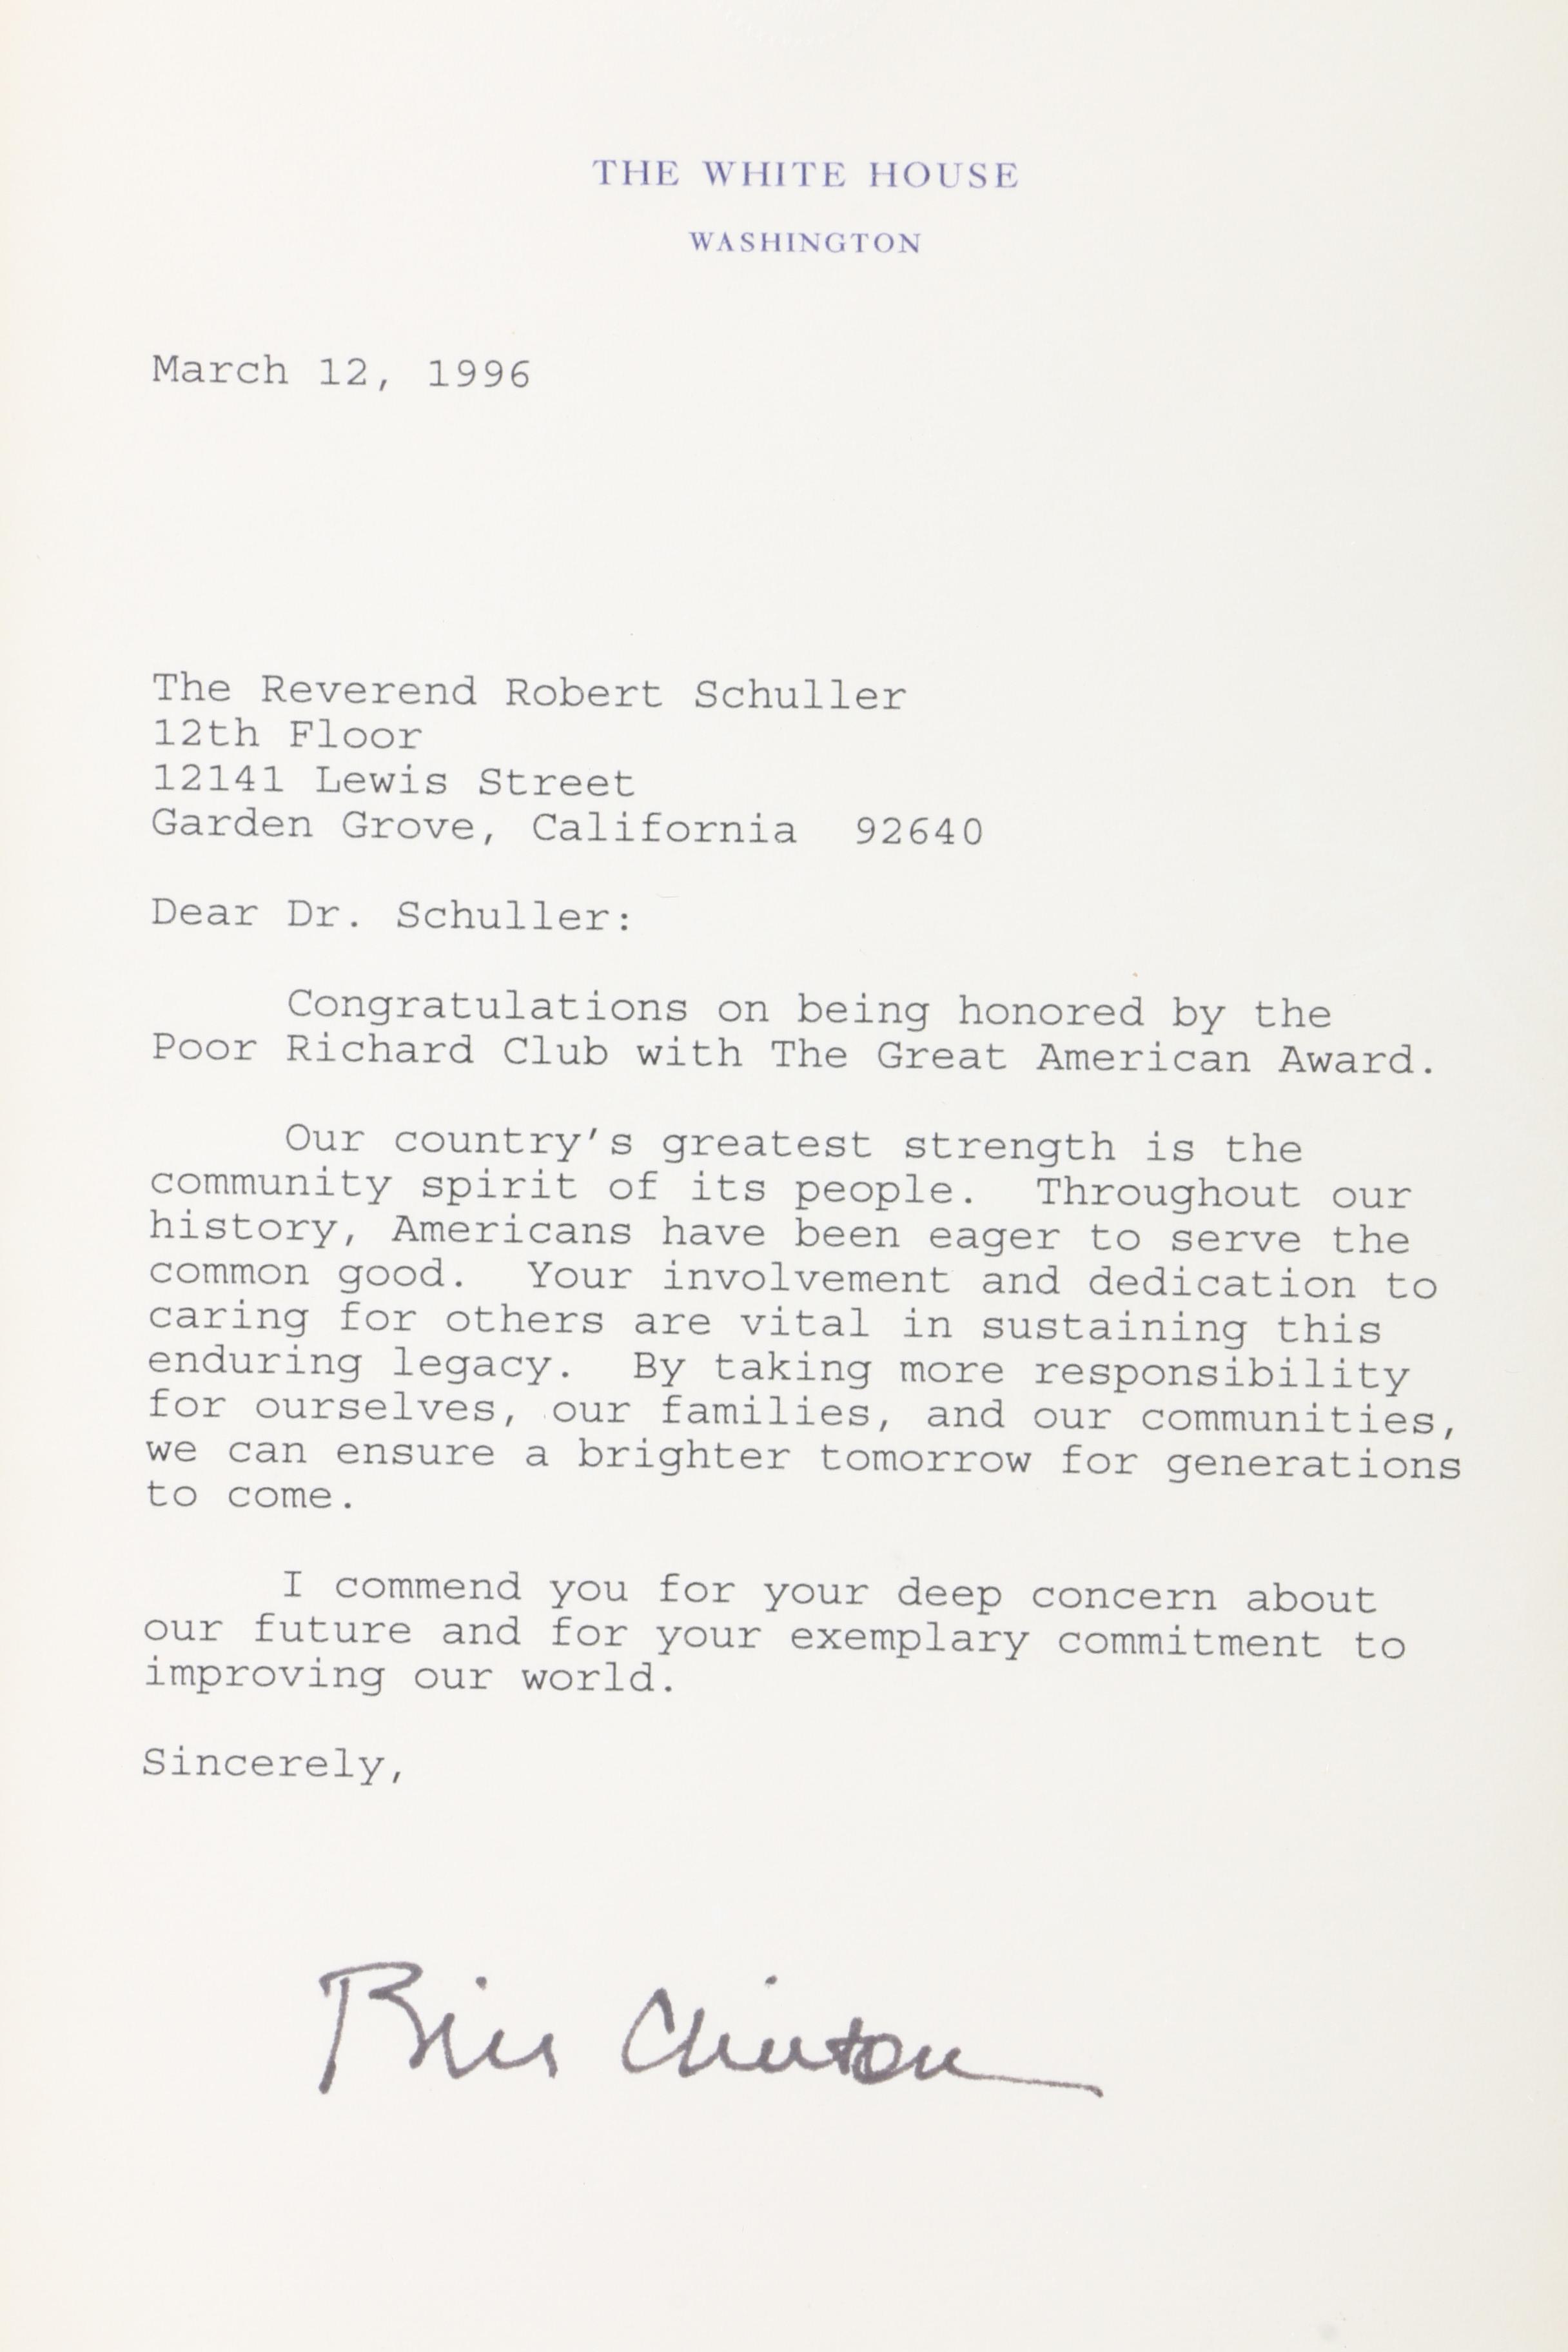 THE WHITE HOUSE
WASHINGTON
March 12, 1996
The Reverend Robert Schuller
12th Floor
12141 Lewis Street
Garden Grove, California  92640
Dear Dr. Schuller:
Congratulations on being honored by the
Poor Richard Club with The Great American Award.
Our country's greatest strength is the
community spirit of its people.  Throughout our
history, Americans have been eager to serve the
common good.  Your involvement and dedication to
caring for others are vital in sustaining this
enduring legacy.  By taking more responsibility
for ourselves, our families, and our communities,
we can ensure a brighter tomorrow for generations
to come.
I commend you for your deep concern about
our future and for your exemplary commitment to
improving our world.
Sincerely,
Bill Clinton